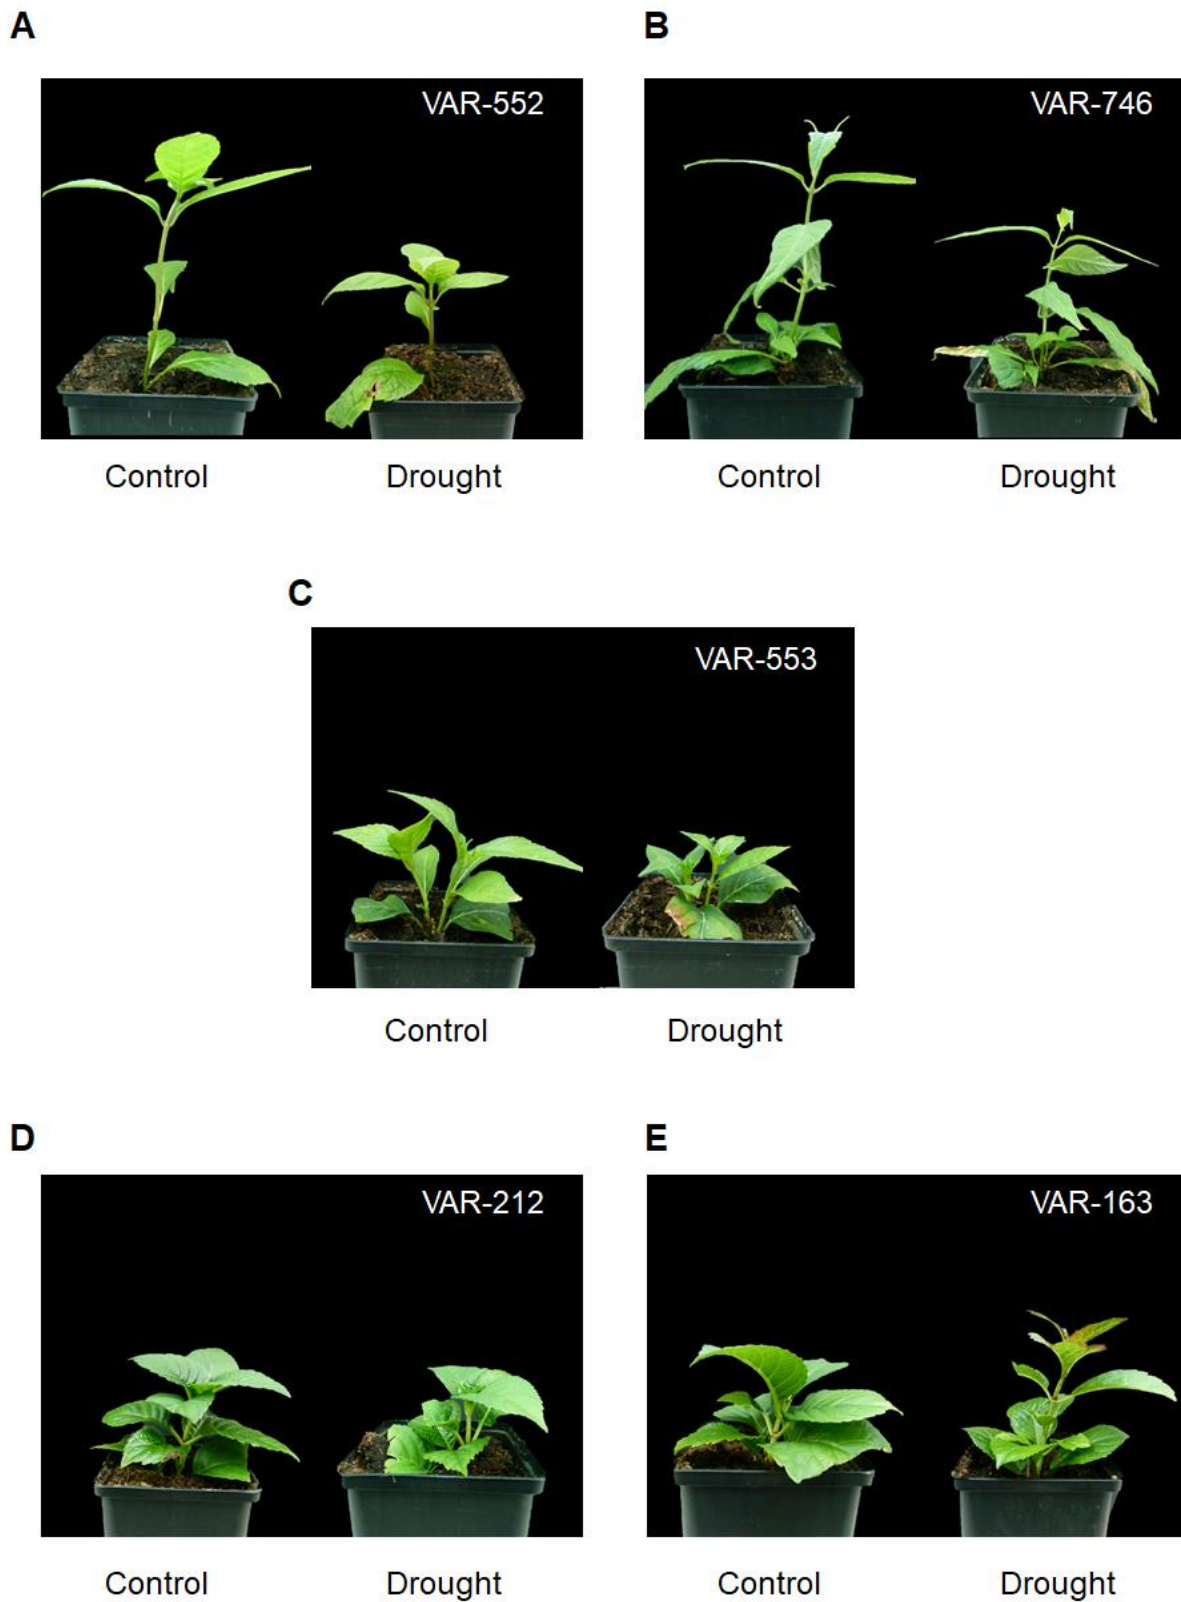 A
B
VAR-552
VAR-746
Control
Drought
Control
Drought
C
VAR-553
Control
Drought
D
E
VAR-212
VAR-163
Control
Drought
Control
Drought